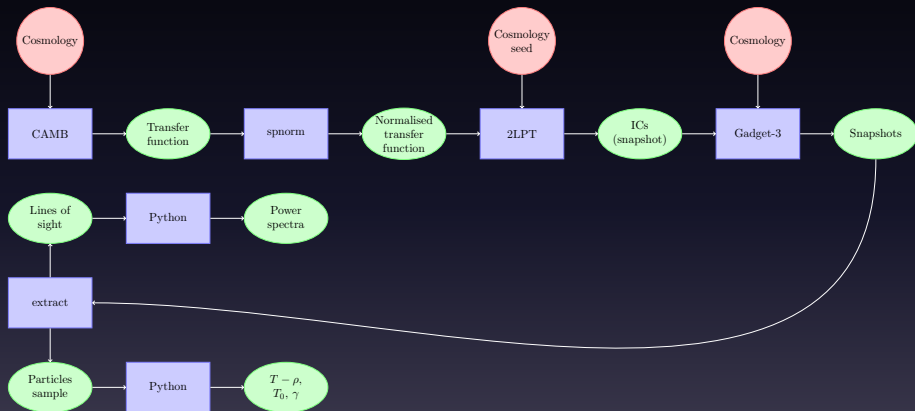 Cosmology
Cosmology
seed
Cosmology
CAMB
Transfer
function
spnorm
Normalised
transfer
function
2LPT
ICs
(snapshot)
Gadget-3
Snapshots
Lines of
sight
Python
Power
spectra
extract
Particles
sample
Python
T − ρ,
T₀, γ